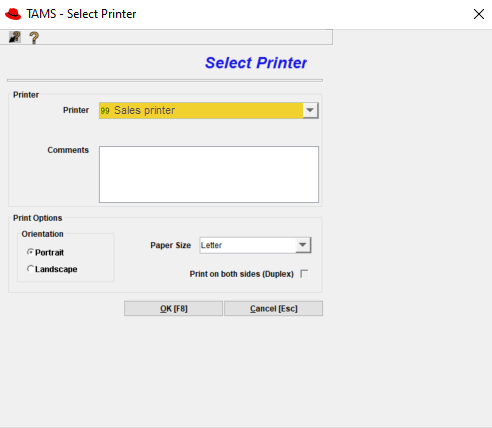 TAMS - Select Printer
Select Printer
Printer
Printer 99 Sales printer
Comments
Print Options
Orientation
Portrait
Landscape
Paper Size Letter
Print on both sides (Duplex)
OK [F8] Cancel [Esc]